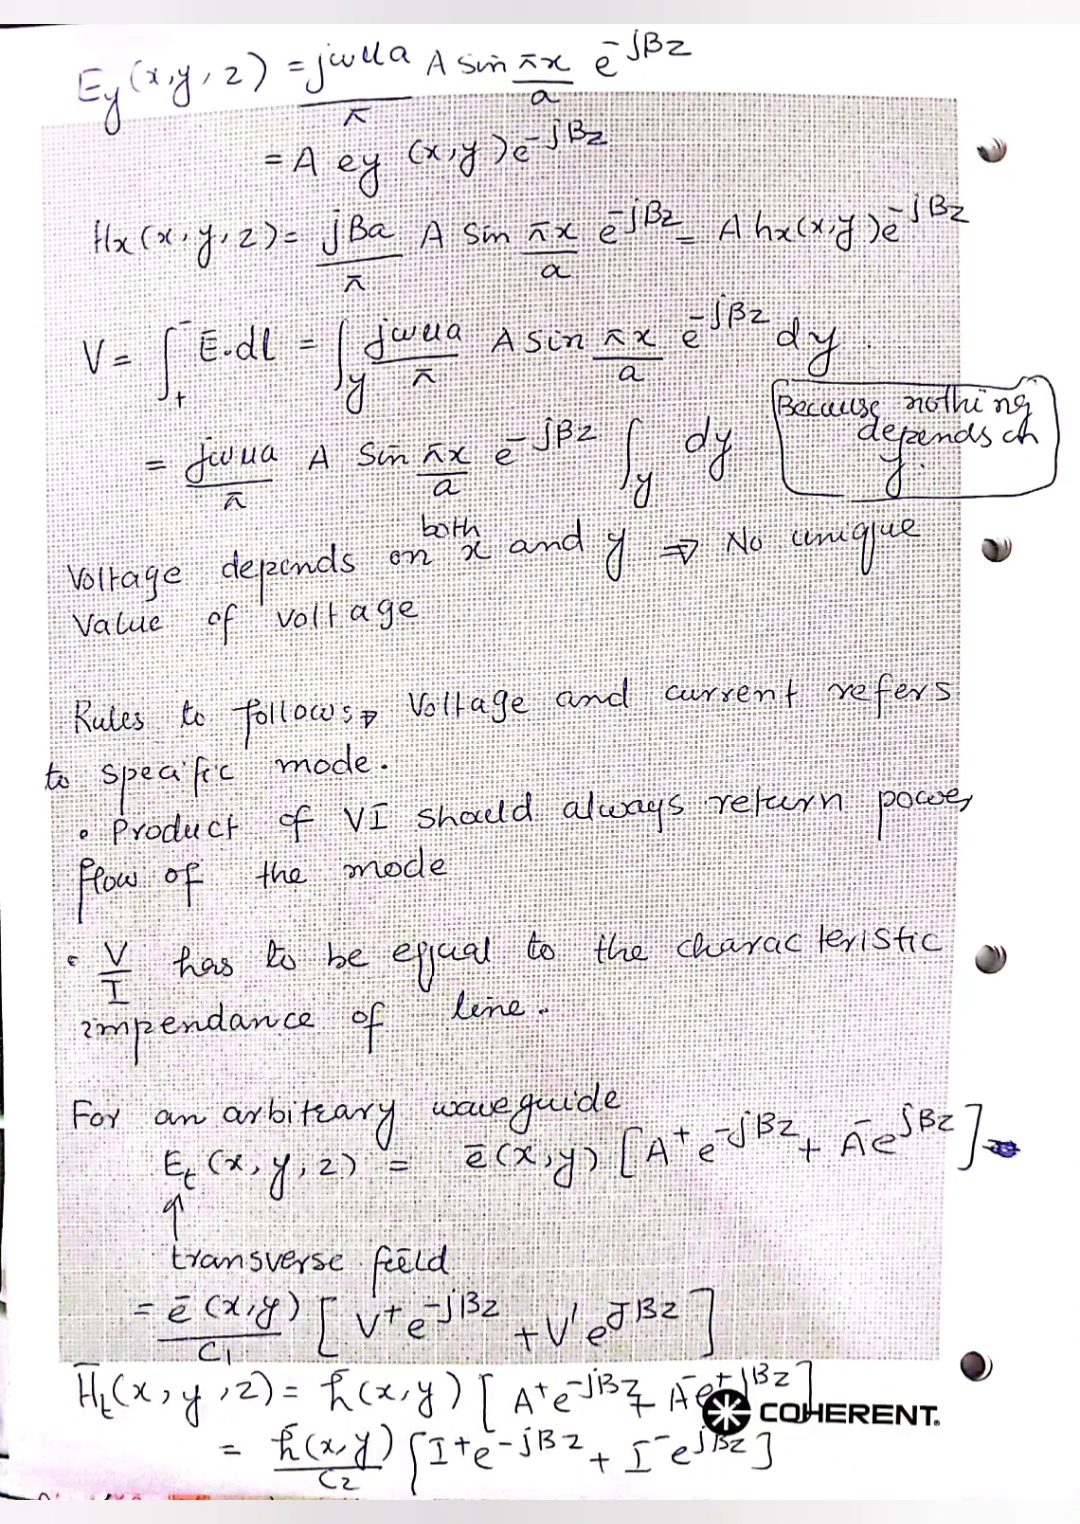 Ey(x,y,z) = jωμa/π A sin πx/a e^-jβz
= A ey (x,y) e^-jβz
Hx(x,y,z) = jβa/π A sin πx/a e^-jβz = A hx(x,y) e^-jβz
V = ∫₊⁻ Ē.dl = ∫y jωμa/π A sin πx/a e^-jβz dy
Because nothing
depends on
y.
= jωμa/π A sin πx/a e^-jβz ∫y dy
Voltage depends on both x and y ⇒ No unique
Value of voltage
Rules to follows⇒ Voltage and current refers
to specific mode.
• Product of VI should always return power
flow of the mode
• V/I has to be equal to the characteristic
impendance of line.
For an arbitrary waveguide
Et(x,y,z) = ē(x,y) [A⁺e^-jβz + A⁻e^jβz]
↑
transverse field
= ē(x,y)/C1 [V⁺e^-jβz + V'e^jβz]
H̄t(x,y,z) = h̄(x,y) [A⁺e^-jβz + A⁻e^+jβz]
COHERENT.
= h̄(x,y)/C2 [I⁺e^-jβz + I⁻e^jβz]